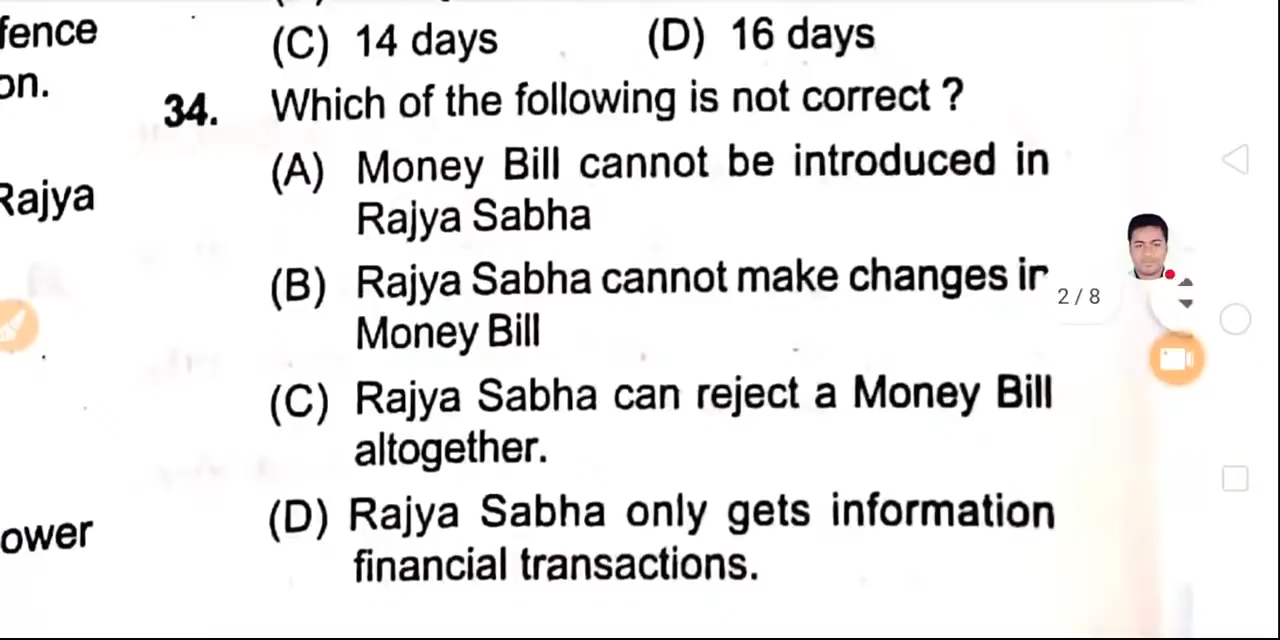 fence
on.
Rajya
ower
(C) 14 days (D) 16 days
34. Which of the following is not correct ?
(A) Money Bill cannot be introduced in
Rajya Sabha
(B) Rajya Sabha cannot make changes in
Money Bill
(C) Rajya Sabha can reject a Money Bill
altogether.
(D) Rajya Sabha only gets information
financial transactions.
2 / 8